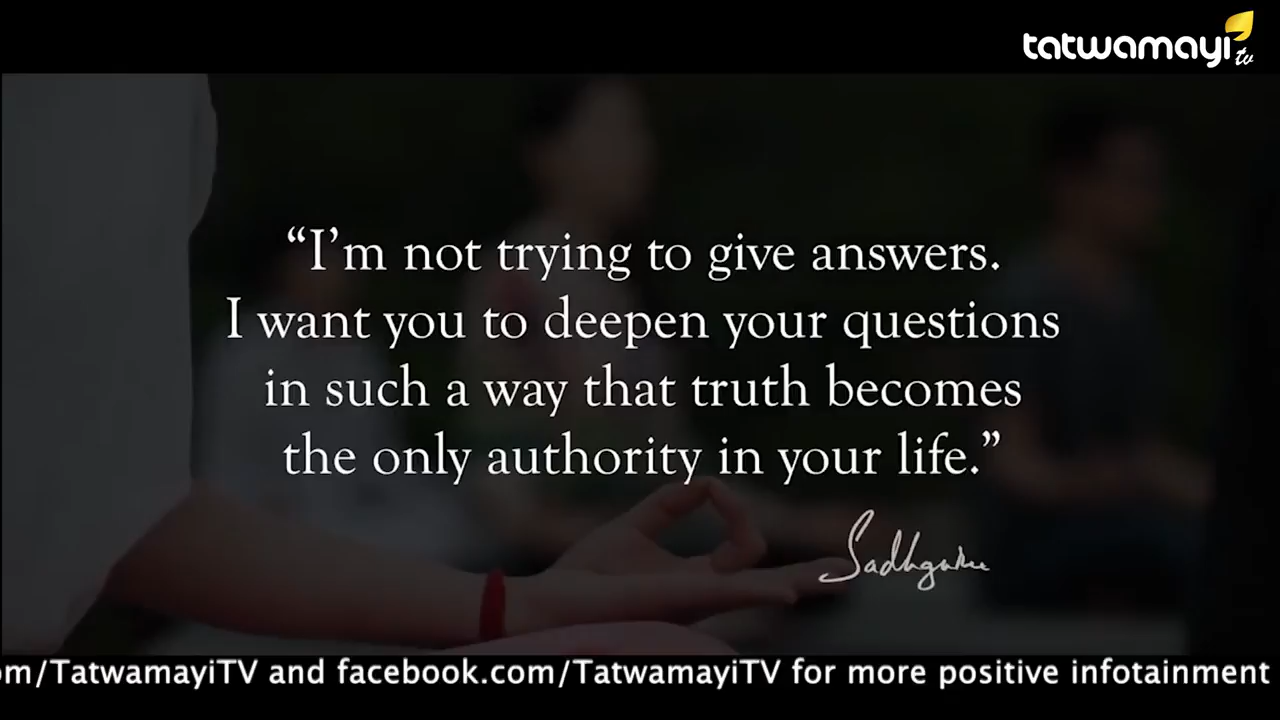 tatwamayi tv
“I’m not trying to give answers.
I want you to deepen your questions
in such a way that truth becomes
the only authority in your life.”
Sadhguru
om/TatwamayiTV and facebook.com/TatwamayiTV for more positive infotainment